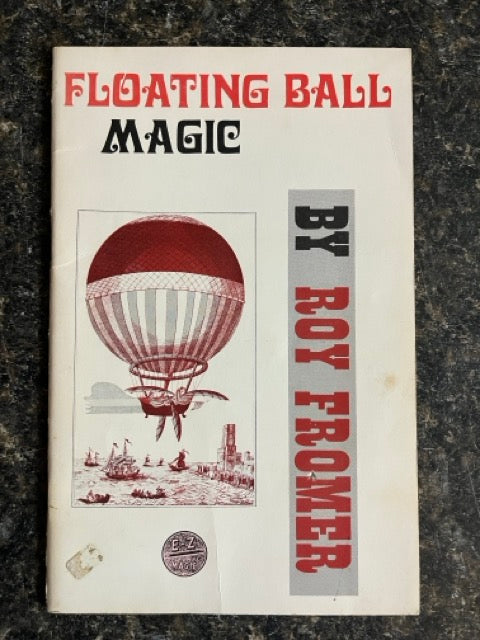 FLOATING BALL
MAGIC
BY ROY FROMER
E-Z
MAGIC